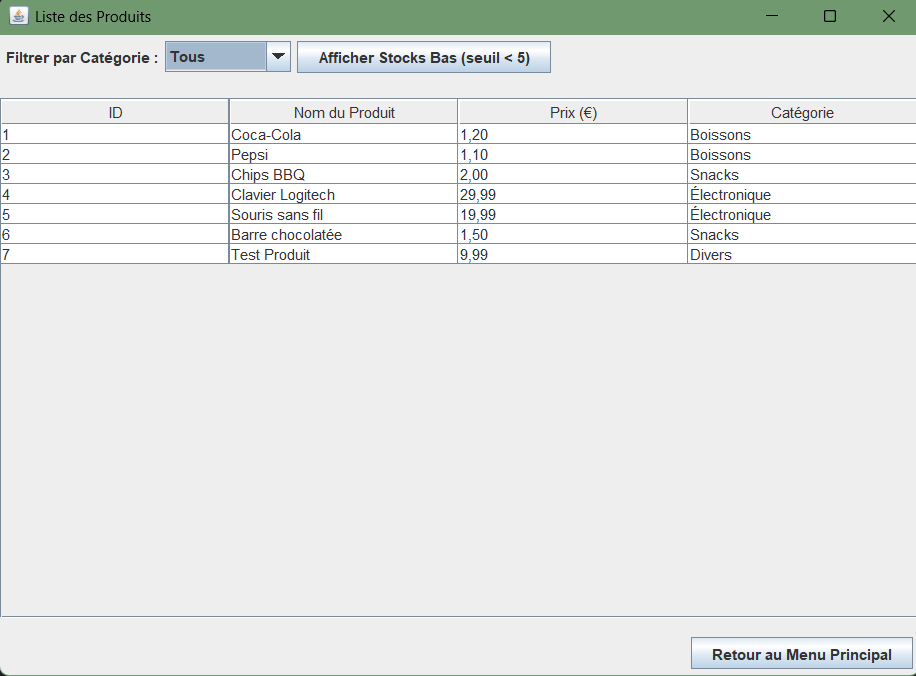 Liste des Produits
Filtrer par Catégorie : Tous Afficher Stocks Bas (seuil < 5)
ID Nom du Produit Prix (€) Catégorie
1 Coca-Cola 1,20 Boissons
2 Pepsi 1,10 Boissons
3 Chips BBQ 2,00 Snacks
4 Clavier Logitech 29,99 Électronique
5 Souris sans fil 19,99 Électronique
6 Barre chocolatée 1,50 Snacks
7 Test Produit 9,99 Divers
Retour au Menu Principal